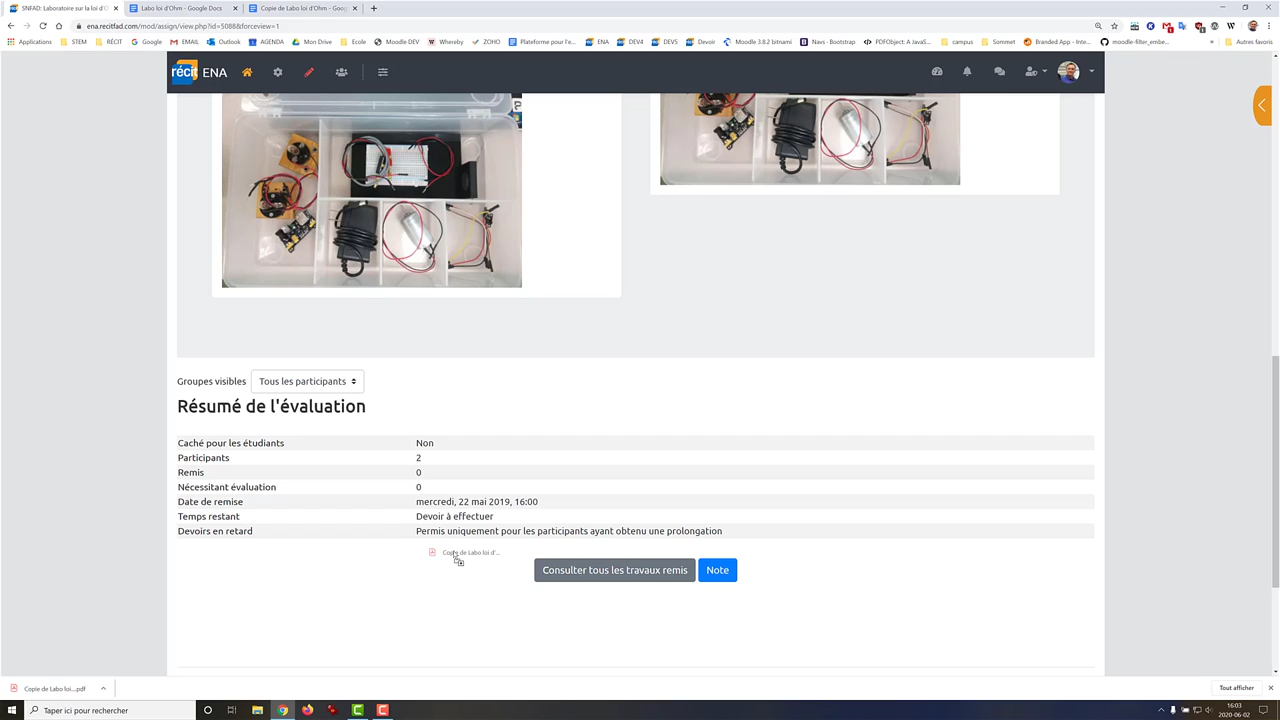 SNFAD: Laboratoire sur la loi d'O
Labo loi d'Ohm - Google Docs
Copie de Labo loi d'Ohm - Goog
ena.recitfad.com/mod/assign/view.php?id=5088&forceview=1
Applications STEM RÉCIT Google EMAIL Outlook AGENDA Mon Drive Ecole Moodle DEV Whereby ZOHO Plateforme pour l'e... ENA DEV4 DEV5 Devoir Moodle 3.8.2 bitnami Navs · Bootstrap PDFObject: A JavaS... campus Sommet Branded App - Inte... moodle-filter_embe... » Autres favoris
récit ENA
Groupes visibles Tous les participants
Résumé de l'évaluation
Caché pour les étudiants Non
Participants 2
Remis 0
Nécessitant évaluation 0
Date de remise mercredi, 22 mai 2019, 16:00
Temps restant Devoir à effectuer
Devoirs en retard Permis uniquement pour les participants ayant obtenu une prolongation
Copie de Labo loi d'...
Consulter tous les travaux remis Note
Copie de Labo loi....pdf Tout afficher
Taper ici pour rechercher
16:03
2020-06-02